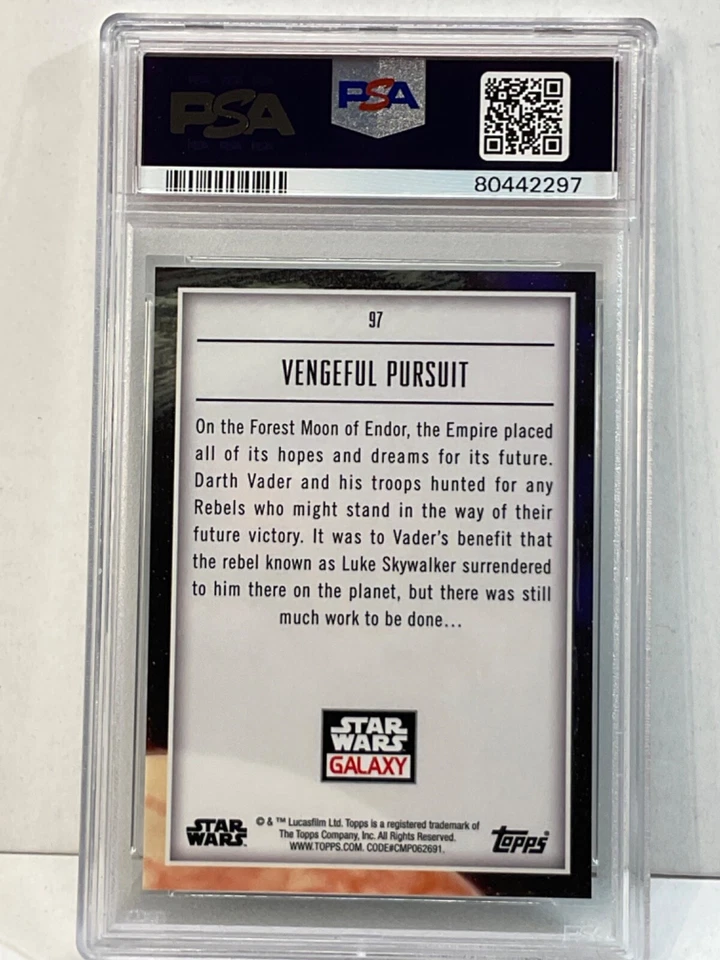 PSA
PSA
80442297
97
VENGEFUL PURSUIT
On the Forest Moon of Endor, the Empire placed
all of its hopes and dreams for its future.
Darth Vader and his troops hunted for any
Rebels who might stand in the way of their
future victory. It was to Vader's benefit that
the rebel known as Luke Skywalker surrendered
to him there on the planet, but there was still
much work to be done...
STAR
WARS
GALAXY
STAR
WARS
© & ™ Lucasfilm Ltd. Topps is a registered trademark of
The Topps Company, Inc. All Rights Reserved.
WWW.TOPPS.COM. CODE#CMP062691.
topps